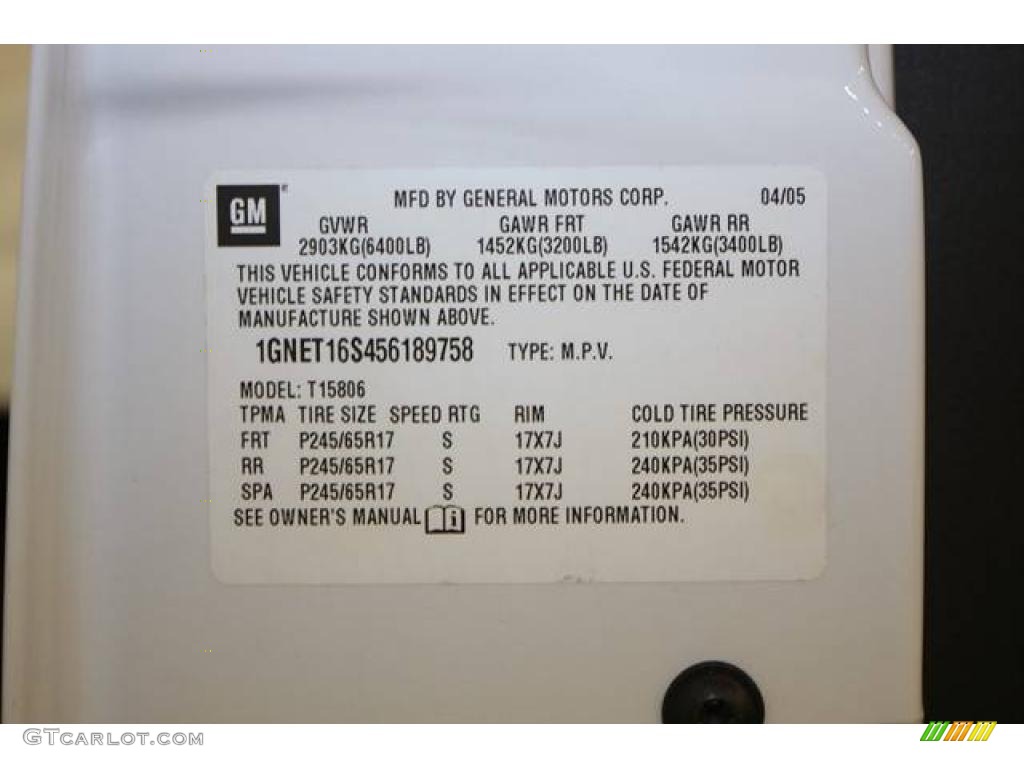 GM MFD BY GENERAL MOTORS CORP. 04/05
GVWR GAWR FRT GAWR RR
2903KG(6400LB) 1452KG(3200LB) 1542KG(3400LB)
THIS VEHICLE CONFORMS TO ALL APPLICABLE U.S. FEDERAL MOTOR
VEHICLE SAFETY STANDARDS IN EFFECT ON THE DATE OF
MANUFACTURE SHOWN ABOVE.
1GNET16S456189758 TYPE: M.P.V.
MODEL: T15806
TPMA TIRE SIZE SPEED RTG RIM COLD TIRE PRESSURE
FRT P245/65R17 S 17X7J 210KPA(30PSI)
RR P245/65R17 S 17X7J 240KPA(35PSI)
SPA P245/65R17 S 17X7J 240KPA(35PSI)
SEE OWNER'S MANUAL i FOR MORE INFORMATION.
GTCARLOT.COM